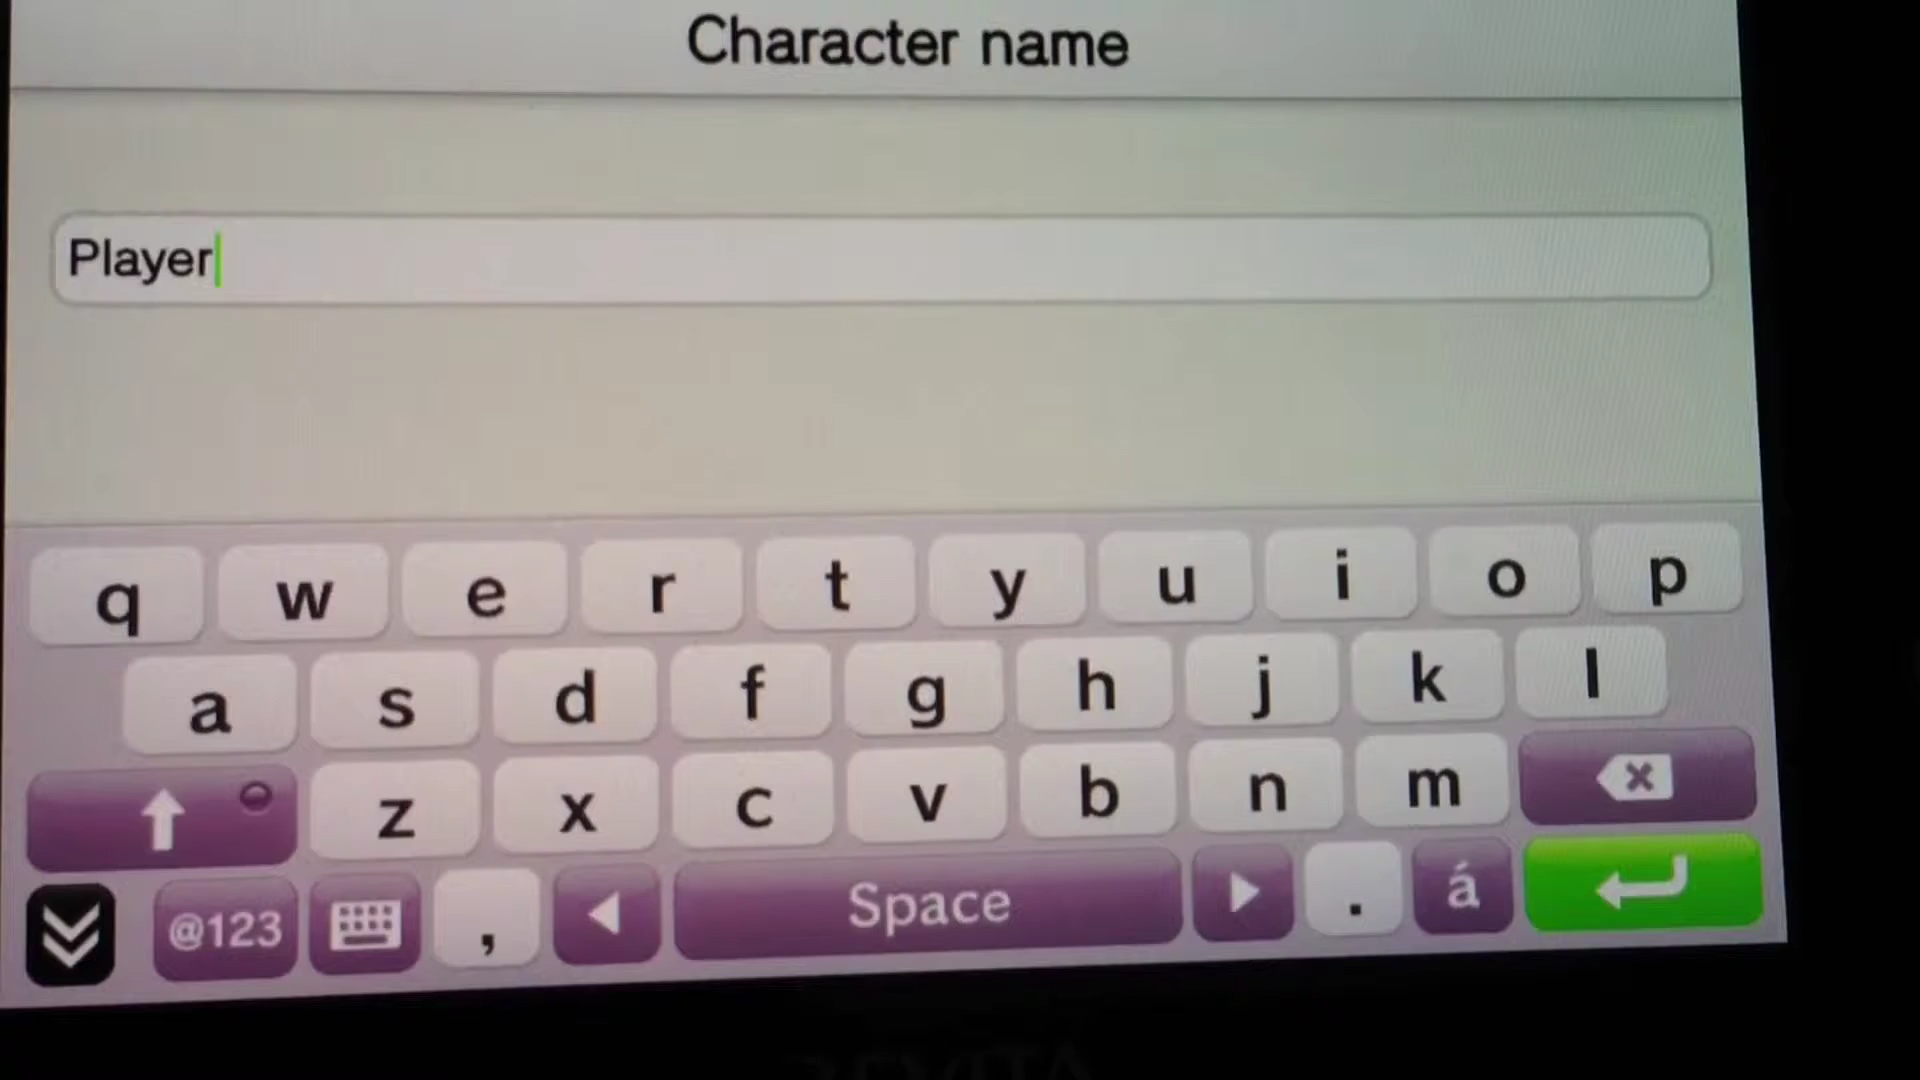 Character name
Player
q w e r t y u i o p
a s d f g h j k l
z x c v b n m
@123 , Space . á